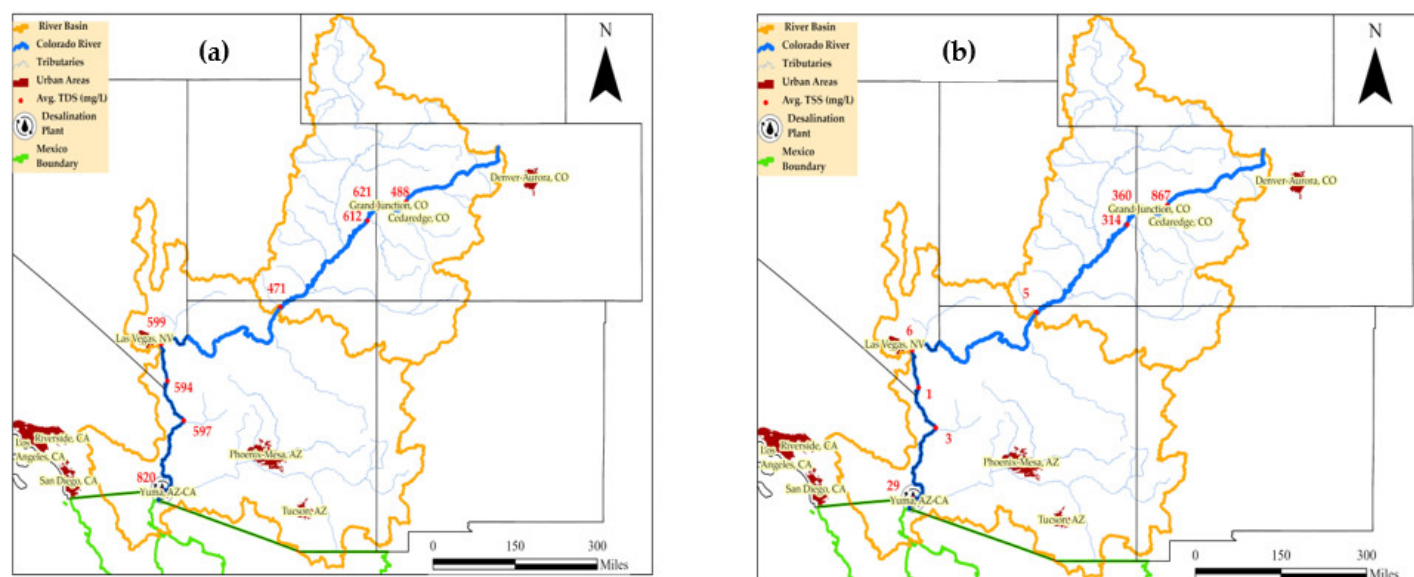 (a)
River Basin
Colorado River
Tributaries
Urban Areas
Avg. TDS (mg/L)
Desalination
Plant
Mexico
Boundary
N
Denver-Aurora, CO
621
488
Grand Junction, CO
612
Cedaredge, CO
471
599
Las Vegas, NV
594
597
Riverside, CA
Los
Angeles, CA
San Diego, CA
Phoenix-Mesa, AZ
820
Yuma, AZ-CA
Tucson, AZ
0 150 300
Miles
(b)
River Basin
Colorado River
Tributaries
Urban Areas
Avg. TSS (mg/L)
Desalination
Plant
Mexico
Boundary
N
Denver-Aurora, CO
360
867
Grand Junction, CO
314
Cedaredge, CO
5
6
Las Vegas, NV
1
3
Riverside, CA
Los
Angeles, CA
San Diego, CA
Phoenix-Mesa, AZ
29
Yuma, AZ-CA
Tucson, AZ
0 150 300
Miles